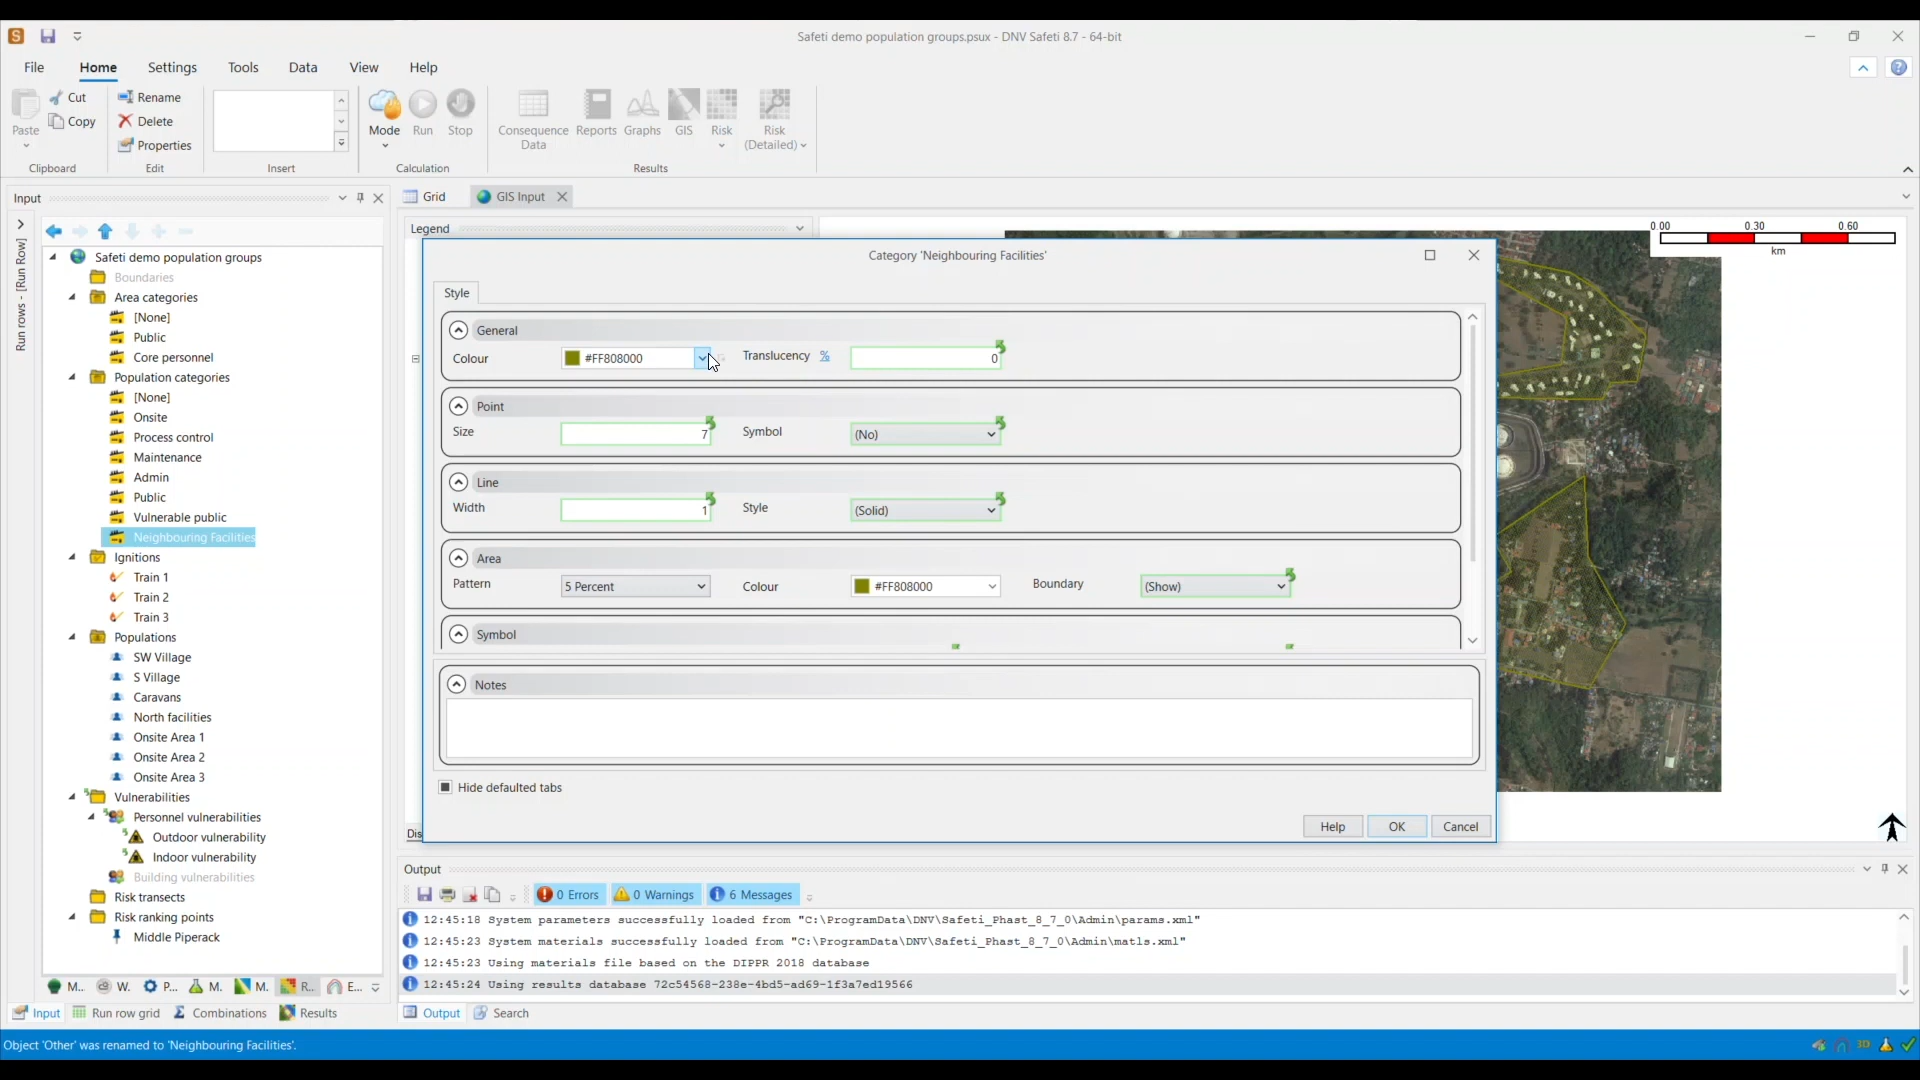 S
Safeti demo population groups.psux - DNV Safeti 8.7 - 64-bit
File Home Settings Tools Data View Help
Paste Cut Copy
Clipboard
Rename
Delete
Properties
Edit
Insert
Mode Run Stop
Calculation
Consequence Data Reports Graphs GIS Risk Risk (Detailed)
Results
Input
Run rows - [Run Row]
Safeti demo population groups
Boundaries
Area categories
[None]
Public
Core personnel
Population categories
[None]
Onsite
Process control
Maintenance
Admin
Public
Vulnerable public
Neighbouring Facilities
Ignitions
Train 1
Train 2
Train 3
Populations
SW Village
S Village
Caravans
North facilities
Onsite Area 1
Onsite Area 2
Onsite Area 3
Vulnerabilities
Personnel vulnerabilities
Outdoor vulnerability
Indoor vulnerability
Building vulnerabilities
Risk transects
Risk ranking points
Middle Piperack
M... W. P... M. M. R.. E...
Input Run row grid Combinations Results
Grid GIS Input
Legend
0.00 0.30 0.60
km
Category 'Neighbouring Facilities'
Style
General
Colour #FF808000 Translucency % 0
Point
Size 7 Symbol (No)
Line
Width 1 Style (Solid)
Area
Pattern 5 Percent Colour #FF808000 Boundary (Show)
Symbol
Notes
Hide defaulted tabs
Help OK Cancel
Dis
Output
0 Errors 0 Warnings 6 Messages
12:45:18 System parameters successfully loaded from "C:\ProgramData\DNV\Safeti_Phast_8_7_0\Admin\params.xml"
12:45:23 System materials successfully loaded from "C:\ProgramData\DNV\Safeti_Phast_8_7_0\Admin\matls.xml"
12:45:23 Using materials file based on the DIPPR 2018 database
12:45:24 Using results database 72c54568-238e-4bd5-ad69-1f3a7ed19566
Output Search
Object 'Other' was renamed to 'Neighbouring Facilities'.
3D